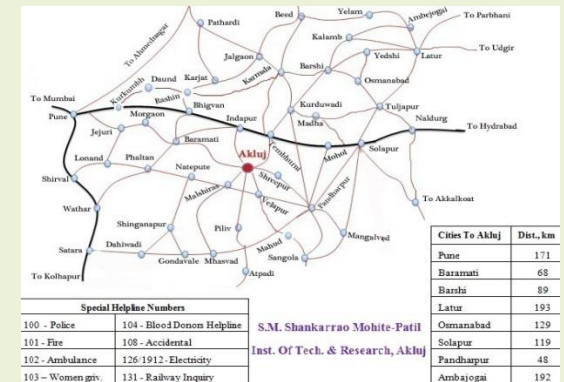 Beed
Yelam
Ambejogai
To Parbhani
Pathardi
To Ahmednagar
Kalamb
To Udgir
Jalgaon
Barshi
Yedshi
Latur
Kurkumbh
Daund
Karjat
Karmala
Osmanabad
To Mumbai
Rashin
Bhigvan
Kurduwadi
Tuljapur
Pune
Morgaon
Indapur
Madha
Naldurg
To Hydrabad
Jejuri
Baramati
Tembhurni
Mohol
Solapur
Akluj
Lonand
Phaltan
Natepute
Shreepur
Shirval
Malshiras
Velapur
Pandharpur
To Akkalkoat
Wathar
Shinganapur
Piliv
Mahud
Mangalved
Satara
Dahiwadi
Gondavale
Mhasvad
Sangola
Atpadi
To Kolhapur
Cities To Akluj Dist., km
Pune 171
Baramati 68
Barshi 89
Latur 193
Osmanabad 129
Solapur 119
Pandharpur 48
Ambajogai 192
Special Helpline Numbers
100 - Police 104 - Blood Donors Helpline
101 - Fire 108 - Accidental
102 - Ambulance 126/1912 - Electricity
103 - Women griv. 131 - Railway Inquiry
S.M. Shankarrao Mohite-Patil
Inst. Of Tech. & Research, Akluj